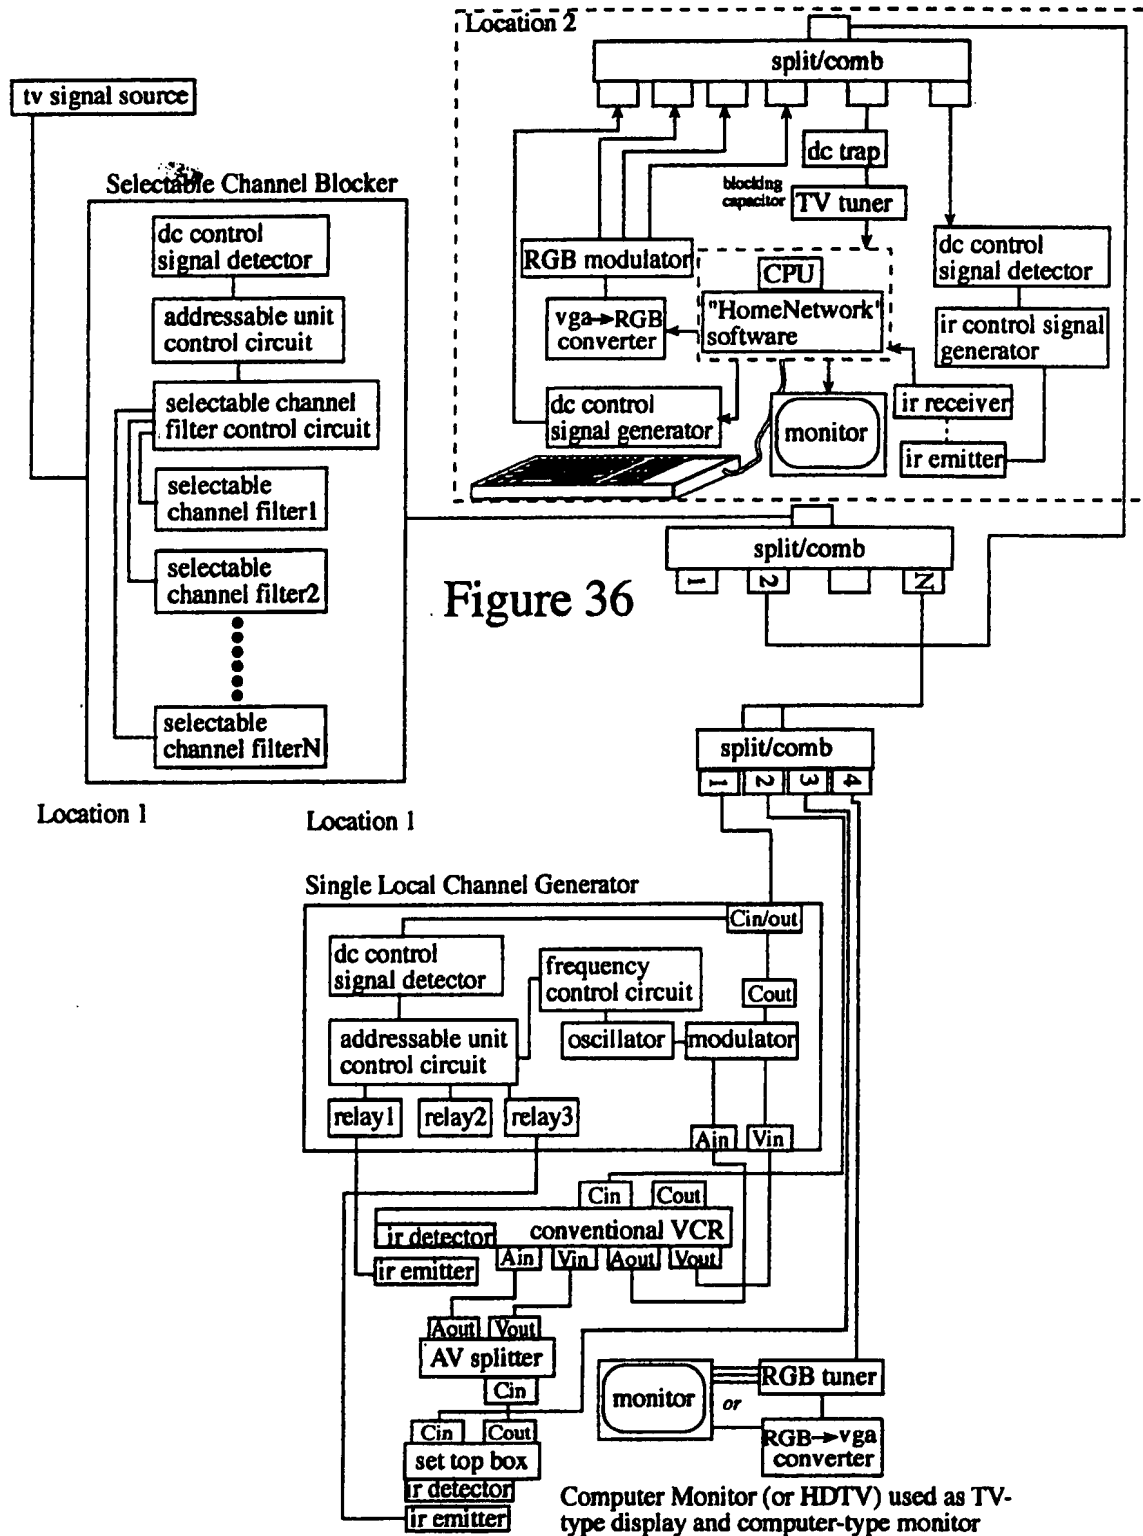 Location 2
split/comb
tv signal source
dc trap
Selectable Channel Blocker
blocking
capacitor
TV tuner
dc control
signal detector
RGB modulator
CPU
dc control
signal detector
addressable unit
control circuit
vga→RGB
converter
"HomeNetwork"
software
ir control signal
generator
selectable channel
filter control circuit
dc control
signal generator
monitor
ir receiver
ir emitter
selectable
channel filter1
split/comb
1
2
N
selectable
channel filter2
Figure 36
selectable
channel filterN
split/comb
1
2
3
4
Location 1
Location 1
Single Local Channel Generator
Cin/out
dc control
signal detector
frequency
control circuit
Cout
addressable unit
control circuit
oscillator
modulator
relay1
relay2
relay3
Ain
Vin
Cin
Cout
conventional VCR
ir detector
Ain
Vin
Aout
Vout
ir emitter
Aout
Vout
AV splitter
Cin
monitor
or
RGB tuner
Cin
Cout
set top box
RGB→vga
converter
ir detector
ir emitter
Computer Monitor (or HDTV) used as TV-
type display and computer-type monitor